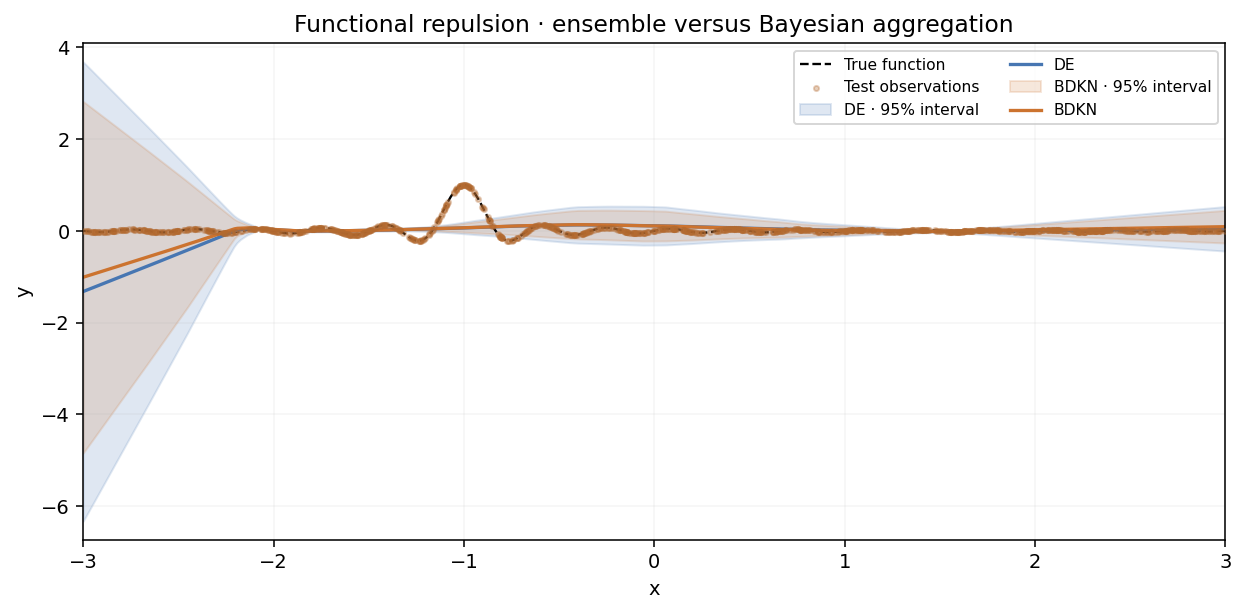 Functional repulsion · ensemble versus Bayesian aggregation
True function
Test observations
DE · 95% interval
DE
BDKN · 95% interval
BDKN
4
2
0
−2
−4
−6
y
−3
−2
−1
0
1
2
3
x